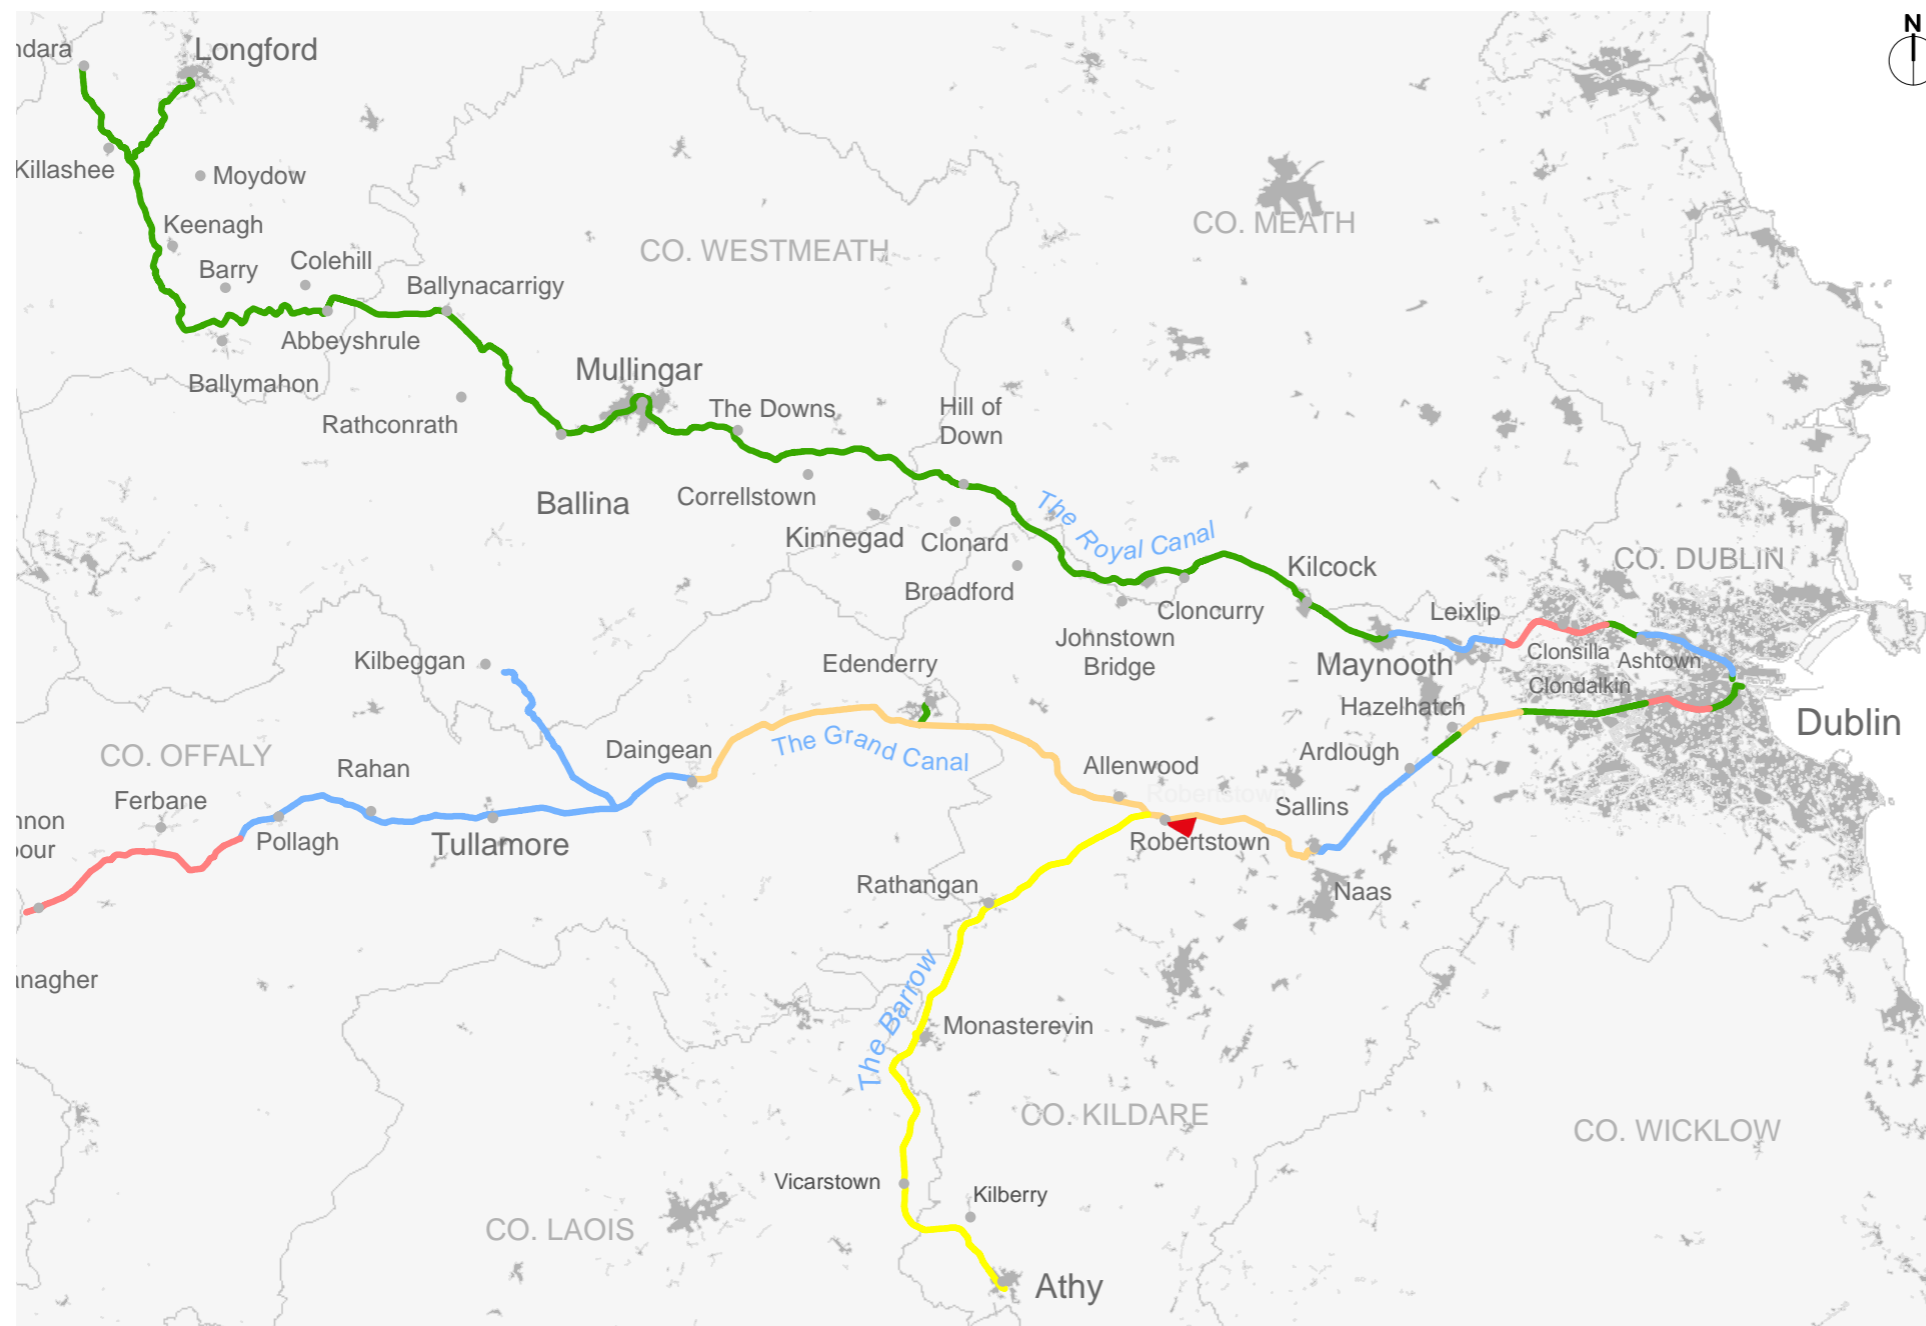 N
ndara
Longford
Killashee
Moydow
Keenagh
Barry
Colehill
CO. WESTMEATH
CO. MEATH
Ballynacarrigy
Abbeyshrule
Ballymahon
Mullingar
Rathconrath
The Downs
Hill of
Down
Ballina
Correllstown
Kinnegad
Clonard
The Royal Canal
Broadford
Cloncurry
Kilcock
CO. DUBLIN
Leixlip
Johnstown
Bridge
Maynooth
Clonsilla
Ashtown
Clondalkin
Kilbeggan
Edenderry
Hazelhatch
Dublin
CO. OFFALY
Daingean
The Grand Canal
Ardlough
Rahan
Allenwood
Ferbane
Robertstown
Sallins
nnon
bour
Pollagh
Tullamore
Robertstown
Rathangan
Naas
anagher
The Barrow
Monasterevin
CO. KILDARE
CO. WICKLOW
Vicarstown
Kilberry
CO. LAOIS
Athy